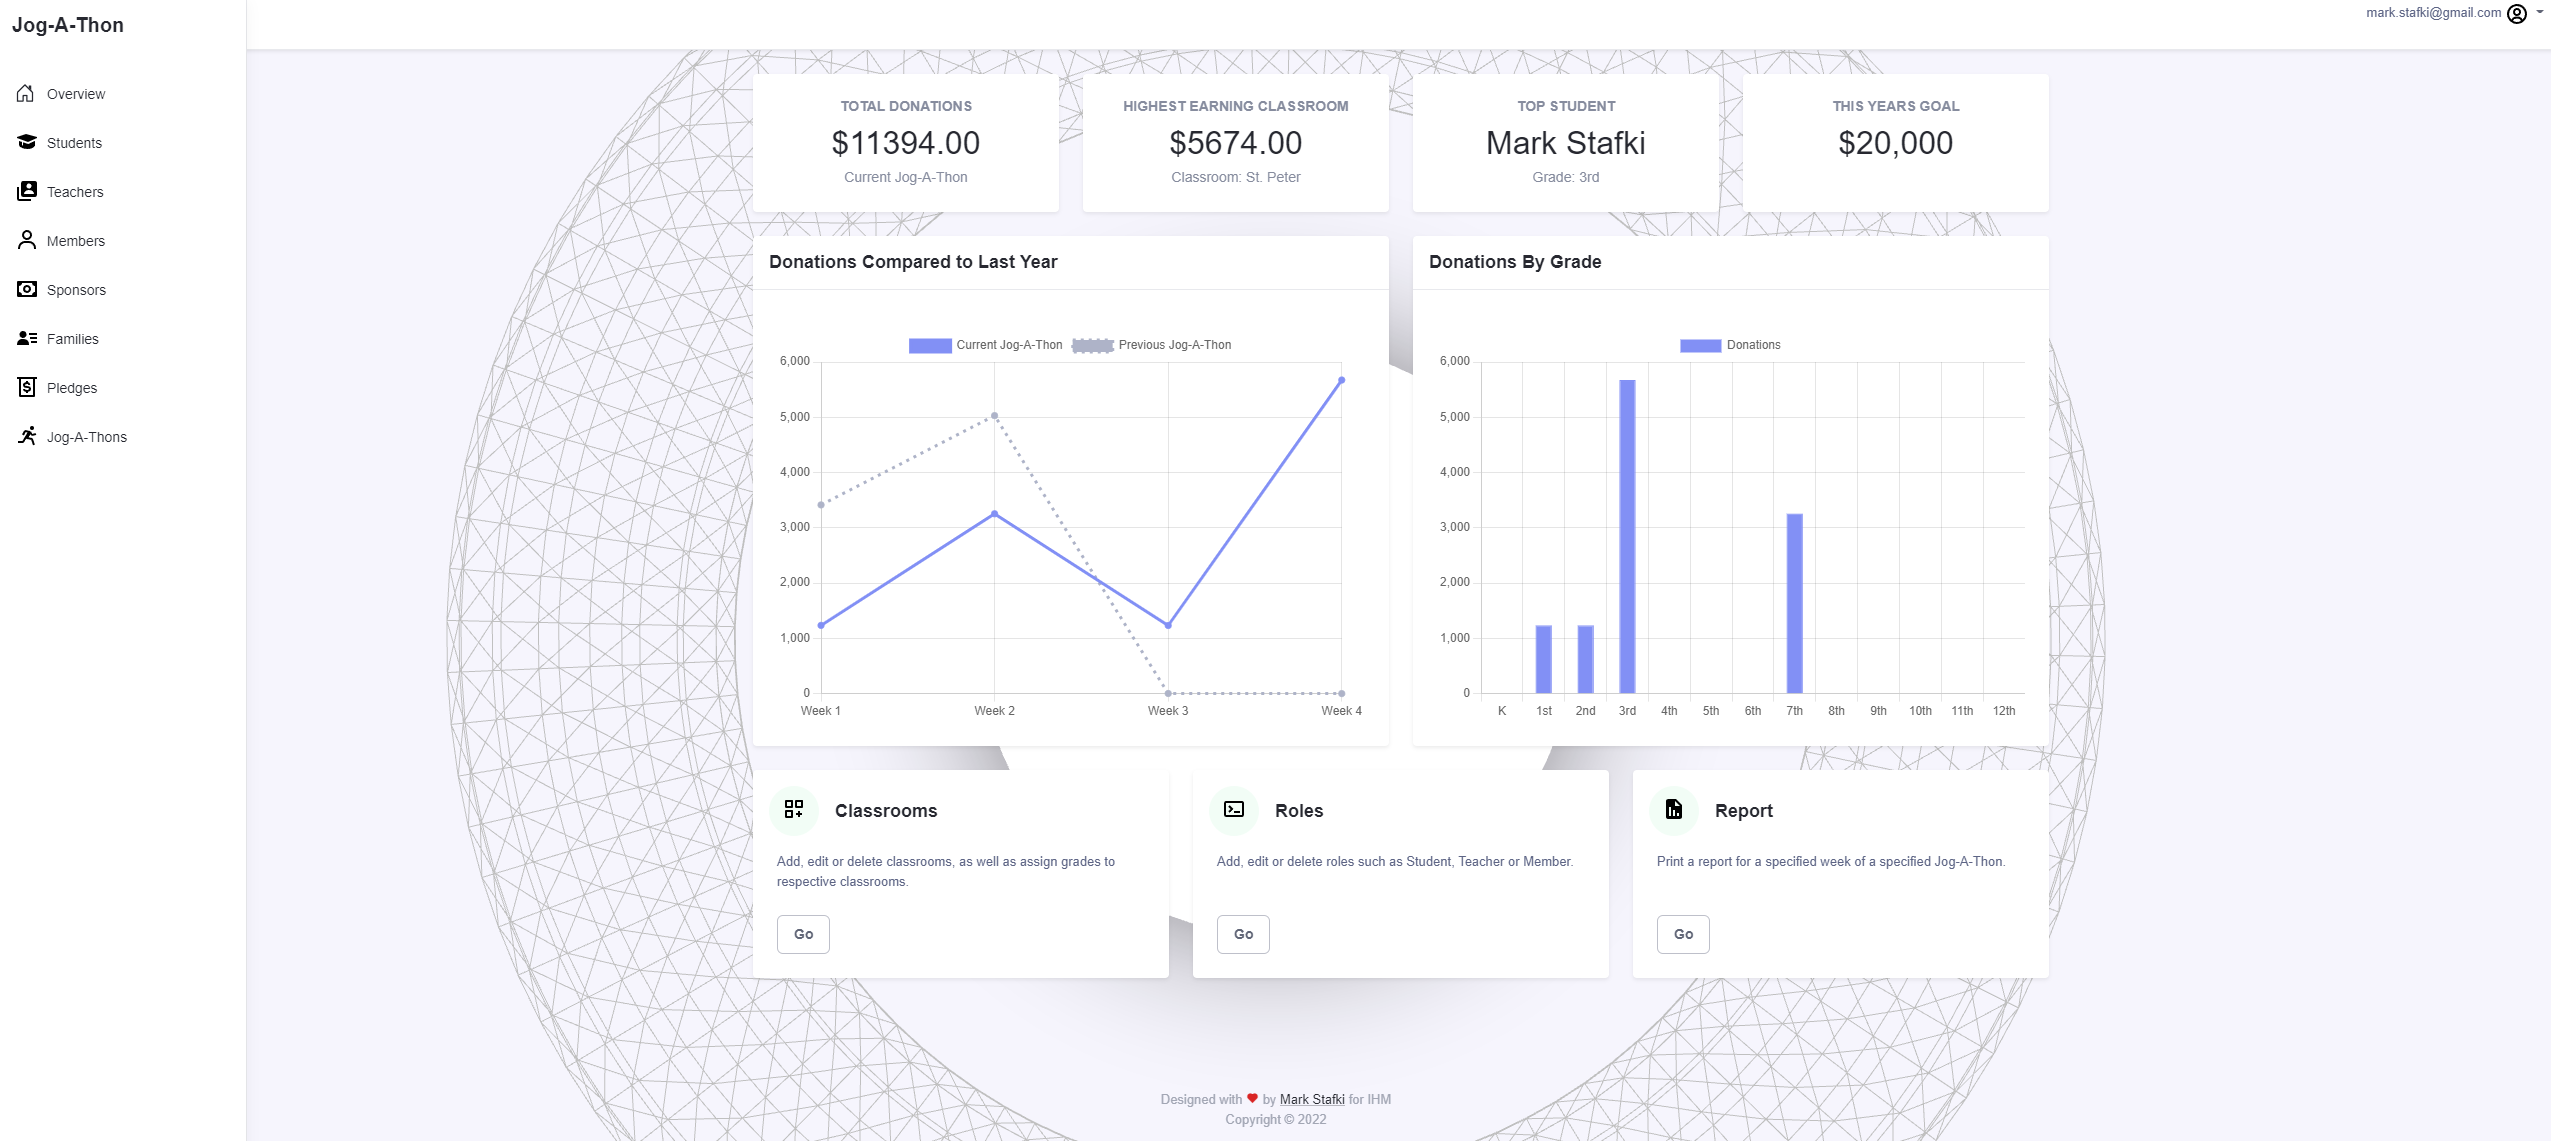 Jog-A-Thon
mark.stafki@gmail.com
Overview
Students
Teachers
Members
Sponsors
Families
Pledges
Jog-A-Thons
TOTAL DONATIONS
$11394.00
Current Jog-A-Thon
HIGHEST EARNING CLASSROOM
$5674.00
Classroom: St. Peter
TOP STUDENT
Mark Stafki
Grade: 3rd
THIS YEARS GOAL
$20,000
Donations Compared to Last Year
Current Jog-A-Thon Previous Jog-A-Thon
6,000
5,000
4,000
3,000
2,000
1,000
0
Week 1 Week 2 Week 3 Week 4
Donations By Grade
Donations
6,000
5,000
4,000
3,000
2,000
1,000
0
K 1st 2nd 3rd 4th 5th 6th 7th 8th 9th 10th 11th 12th
Classrooms
Add, edit or delete classrooms, as well as assign grades to
respective classrooms.
Go
Roles
Add, edit or delete roles such as Student, Teacher or Member.
Go
Report
Print a report for a specified week of a specified Jog-A-Thon.
Go
Designed with ❤ by Mark Stafki for IHM
Copyright © 2022